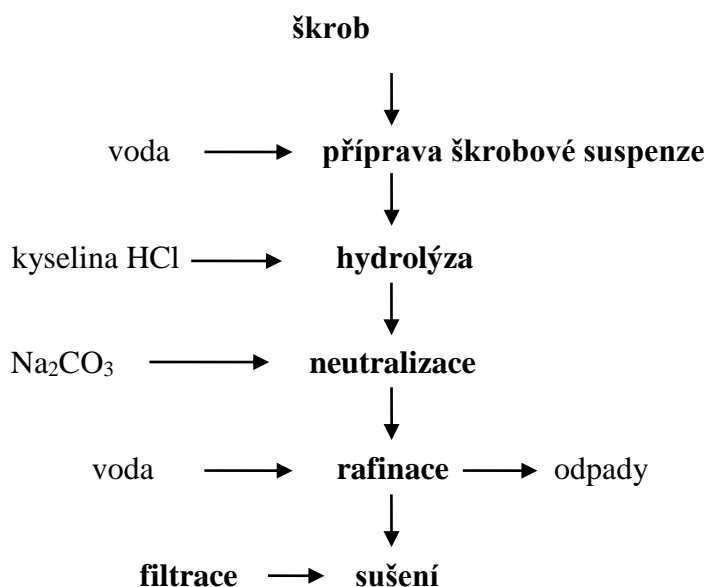 škrob
voda příprava škrobové suspenze
kyselina HCl hydrolýza
Na₂CO₃ neutralizace
voda rafinace odpady
filtrace sušení